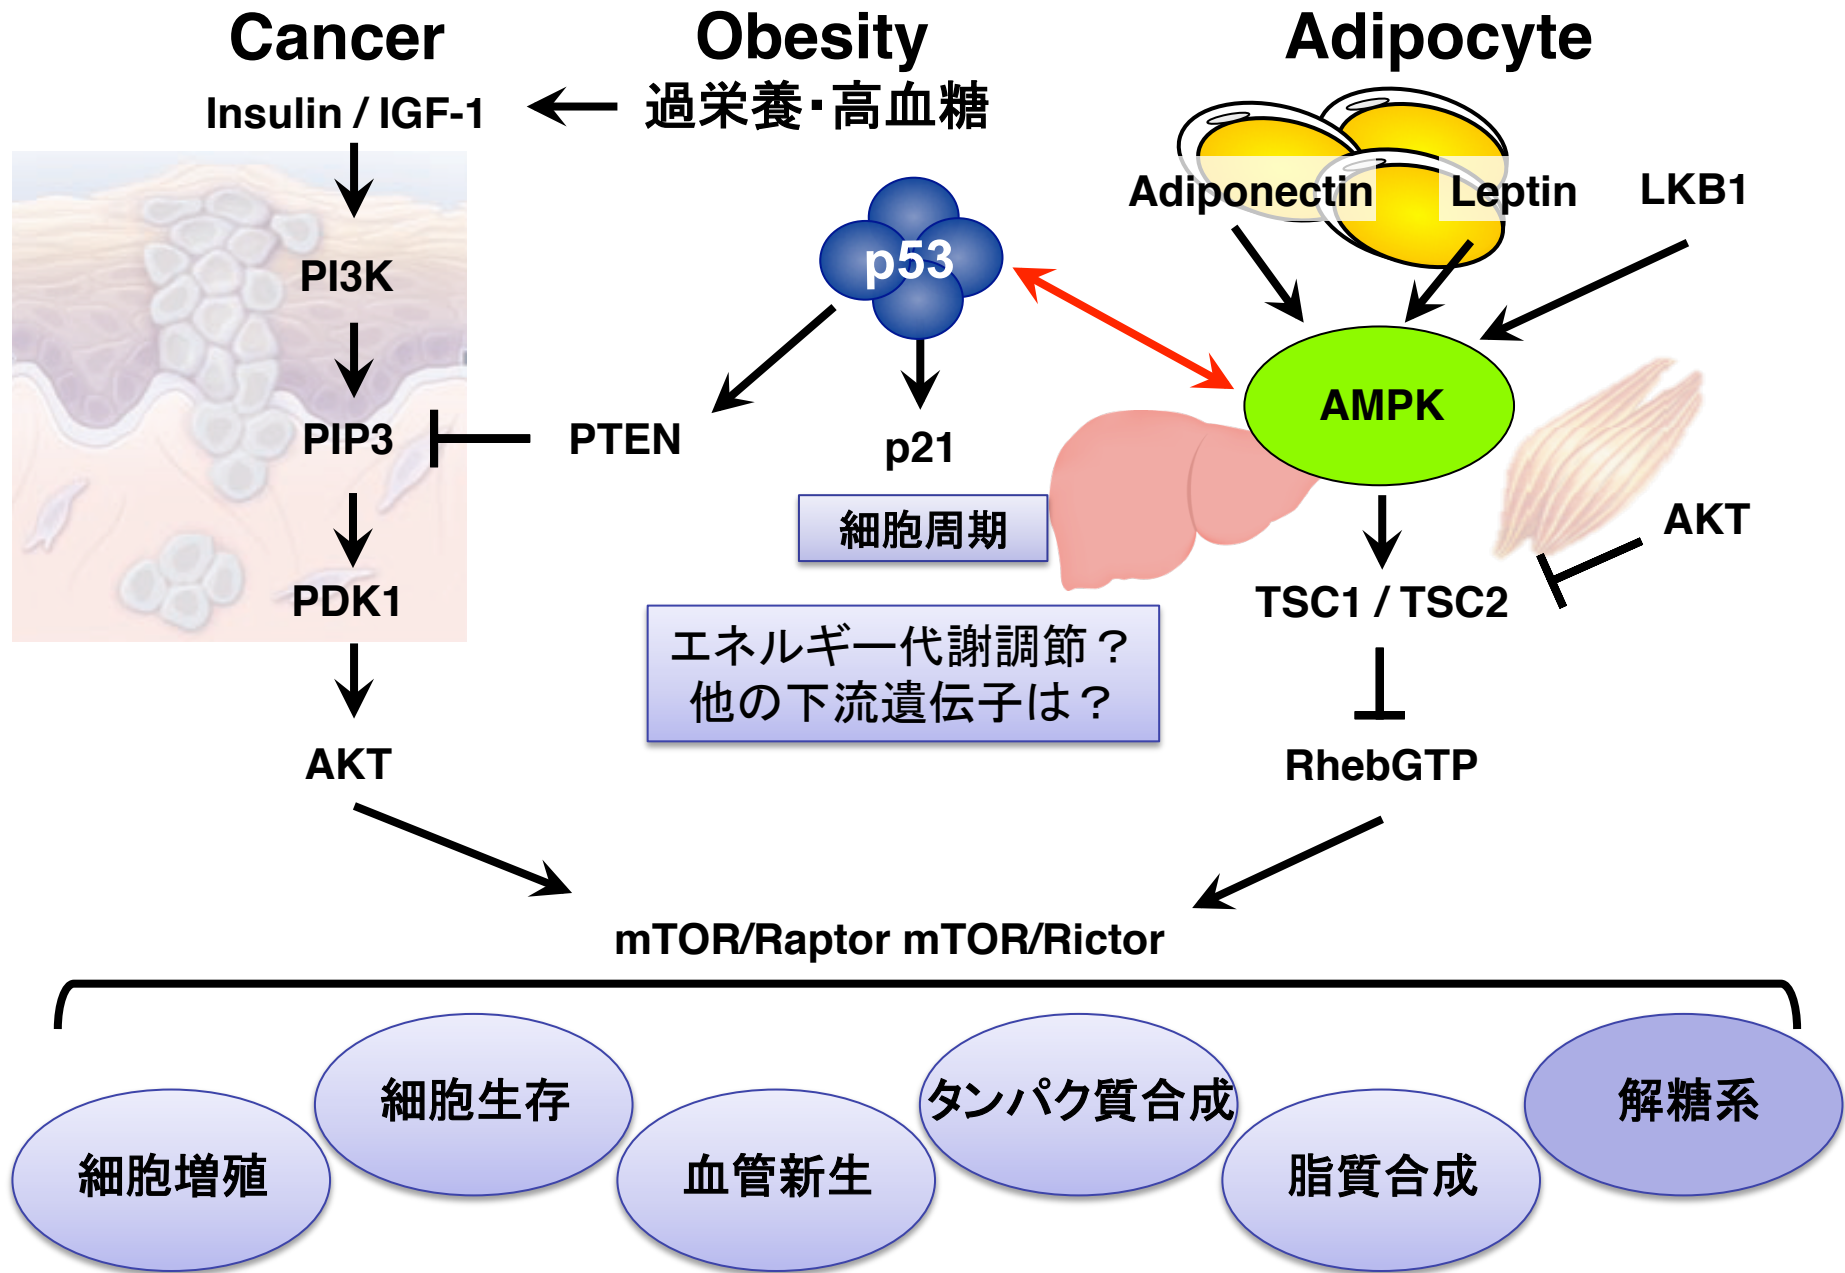 Cancer
Obesity
Adipocyte
Insulin / IGF-1
過栄養・高血糖
Adiponectin
Leptin
LKB1
PI3K
p53
AMPK
PIP3
PTEN
p21
細胞周期
AKT
PDK1
TSC1 / TSC2
エネルギー代謝調節？
他の下流遺伝子は？
AKT
RhebGTP
mTOR/Raptor mTOR/Rictor
細胞増殖
細胞生存
血管新生
タンパク質合成
脂質合成
解糖系